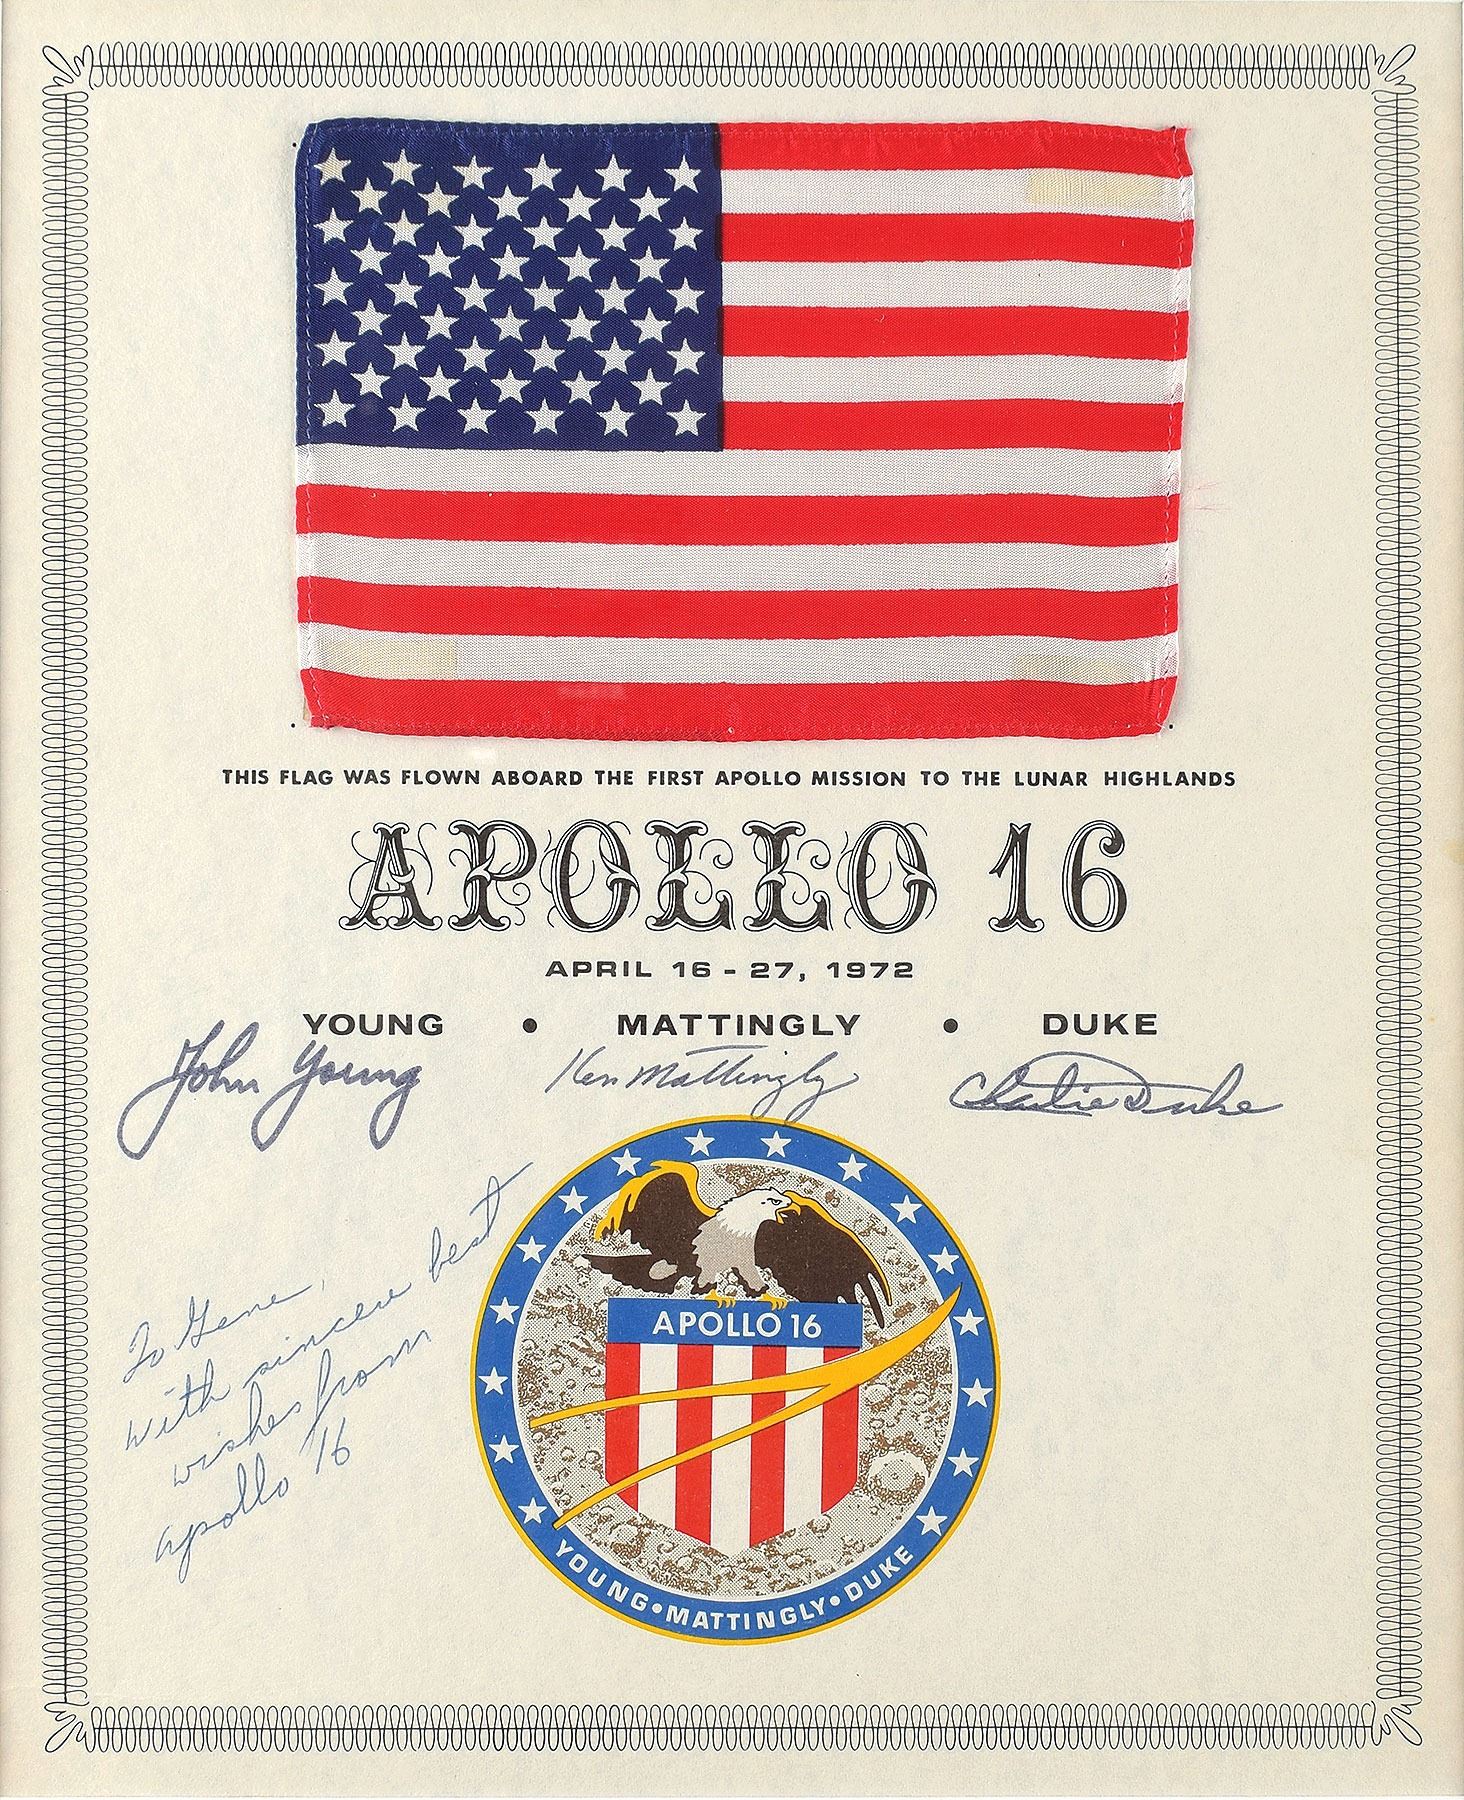 THIS FLAG WAS FLOWN ABOARD THE FIRST APOLLO MISSION TO THE LUNAR HIGHLANDS
APOLLO 16
APRIL 16 - 27, 1972
YOUNG • MATTINGLY • DUKE
John Young Ken Mattingly Charlie Duke
To Gene,
with sincere best
wishes from
apollo 16
APOLLO 16
YOUNG • MATTINGLY • DUKE